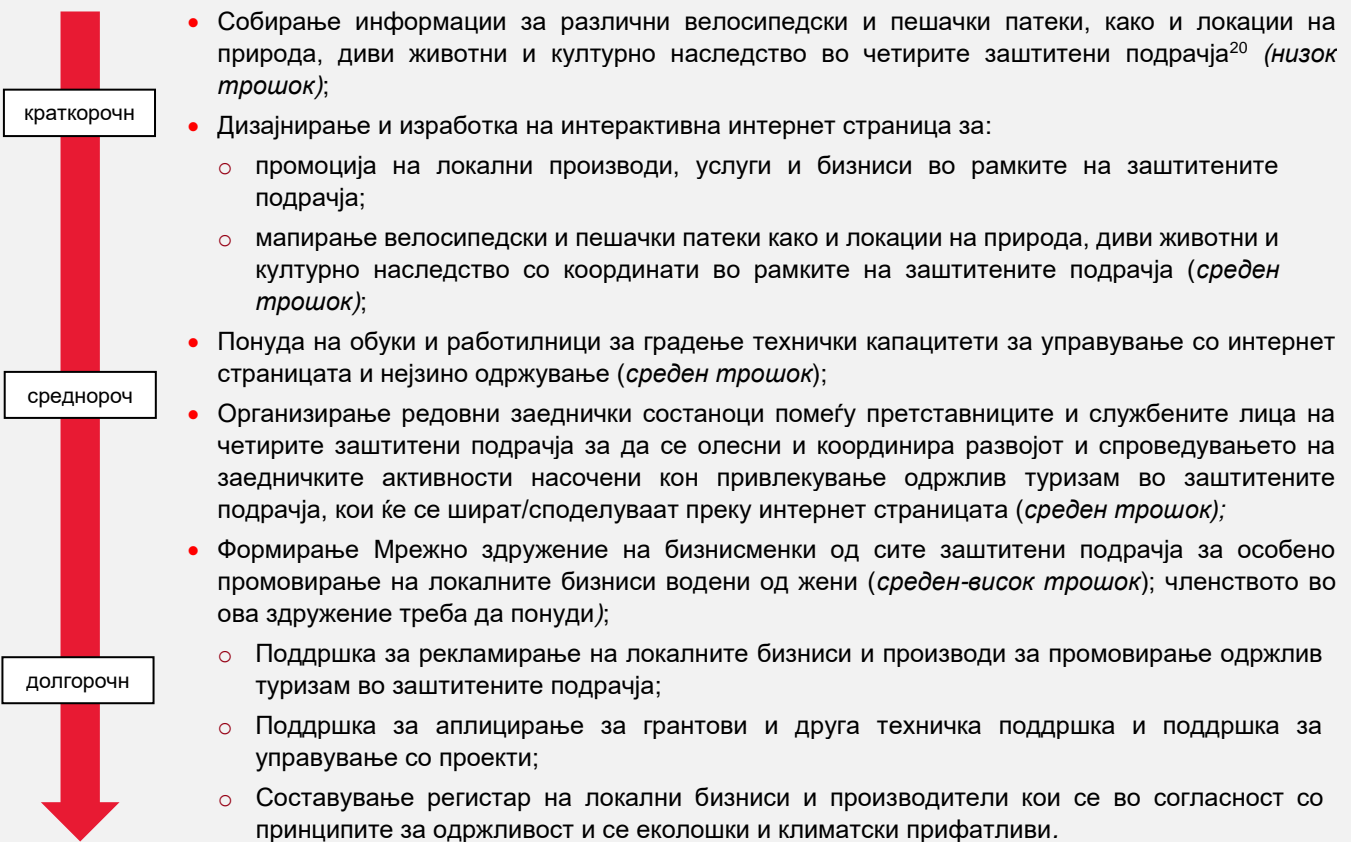 • Собирање информации за различни велосипедски и пешачки патеки, како и локации на
природа, диви животни и културно наследство во четирите заштитени подрачја20 (низок
трошок);
краткорочн
• Дизајнирање и изработка на интерактивна интернет страница за:
o промоција на локални производи, услуги и бизниси во рамките на заштитените
подрачја;
o мапирање велосипедски и пешачки патеки како и локации на природа, диви животни и
културно наследство со координати во рамките на заштитените подрачја (среден
трошок);
• Понуда на обуки и работилници за градење технички капацитети за управување со интернет
страницата и нејзино одржување (среден трошок);
среднороч
• Организирање редовни заеднички состаноци помеѓу претставниците и службените лица на
четирите заштитени подрачја за да се олесни и координира развојот и спроведувањето на
заедничките активности насочени кон привлекување одржлив туризам во заштитените
подрачја, кои ќе се шират/споделуваат преку интернет страницата (среден трошок);
• Формирање Мрежно здружение на бизнисменки од сите заштитени подрачја за особено
промовирање на локалните бизниси водени од жени (среден-висок трошок); членството во
ова здружение треба да понуди);
o Поддршка за рекламирање на локалните бизниси и производи за промовирање одржлив
туризам во заштитените подрачја;
долгорочн
o Поддршка за аплицирање за грантови и друга техничка поддршка и поддршка за
управување со проекти;
o Составување регистар на локални бизниси и производители кои се во согласност со
принципите за одржливост и се еколошки и климатски прифатливи.